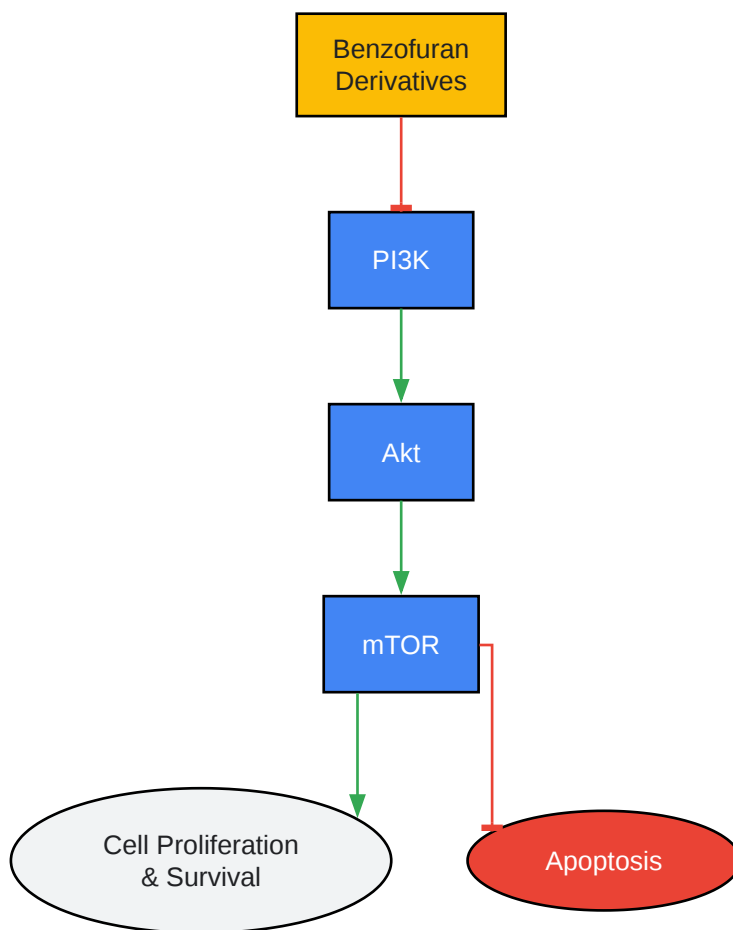 Benzofuran
Derivatives
PI3K
Akt
mTOR
Cell Proliferation
& Survival
Apoptosis